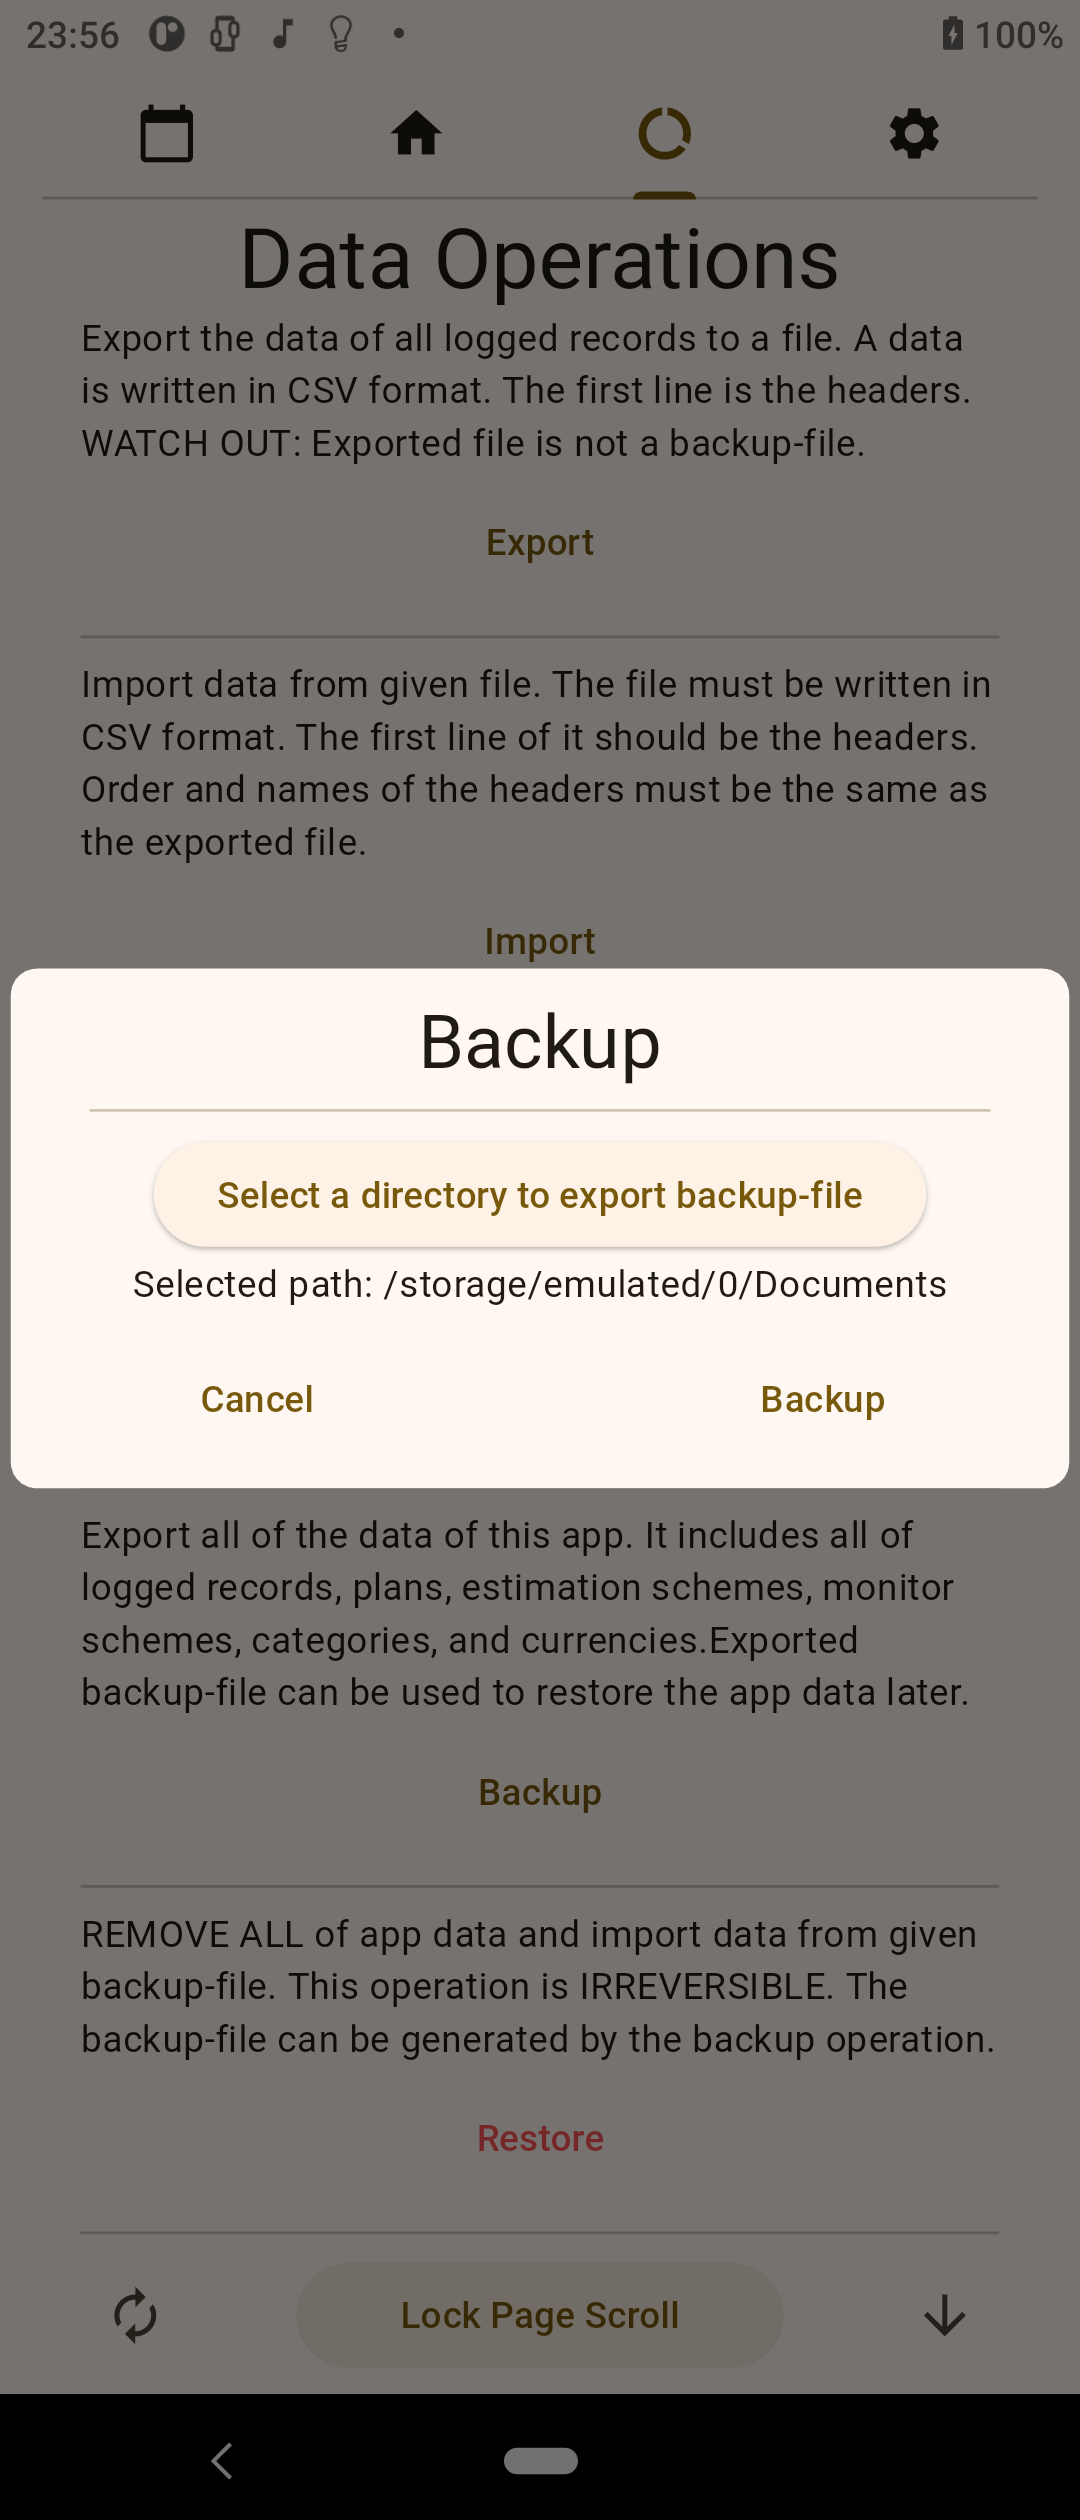 23:56
100%
Data Operations
Export the data of all logged records to a file. A data
is written in CSV format. The first line is the headers.
WATCH OUT: Exported file is not a backup-file.
Export
Import data from given file. The file must be written in
CSV format. The first line of it should be the headers.
Order and names of the headers must be the same as
the exported file.
Import
Backup
Select a directory to export backup-file
Selected path: /storage/emulated/0/Documents
Cancel
Backup
Export all of the data of this app. It includes all of
logged records, plans, estimation schemes, monitor
schemes, categories, and currencies.Exported
backup-file can be used to restore the app data later.
Backup
REMOVE ALL of app data and import data from given
backup-file. This operation is IRREVERSIBLE. The
backup-file can be generated by the backup operation.
Restore
Lock Page Scroll